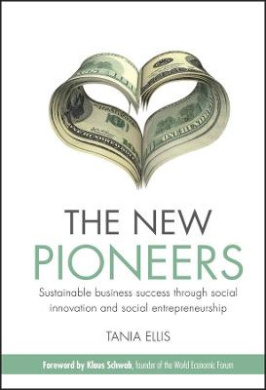 THE NEW
PIONEERS
Sustainable business success through social
innovation and social entrepreneurship
TANIA ELLIS
Foreword by Klaus Schwab, founder of the World Economic Forum